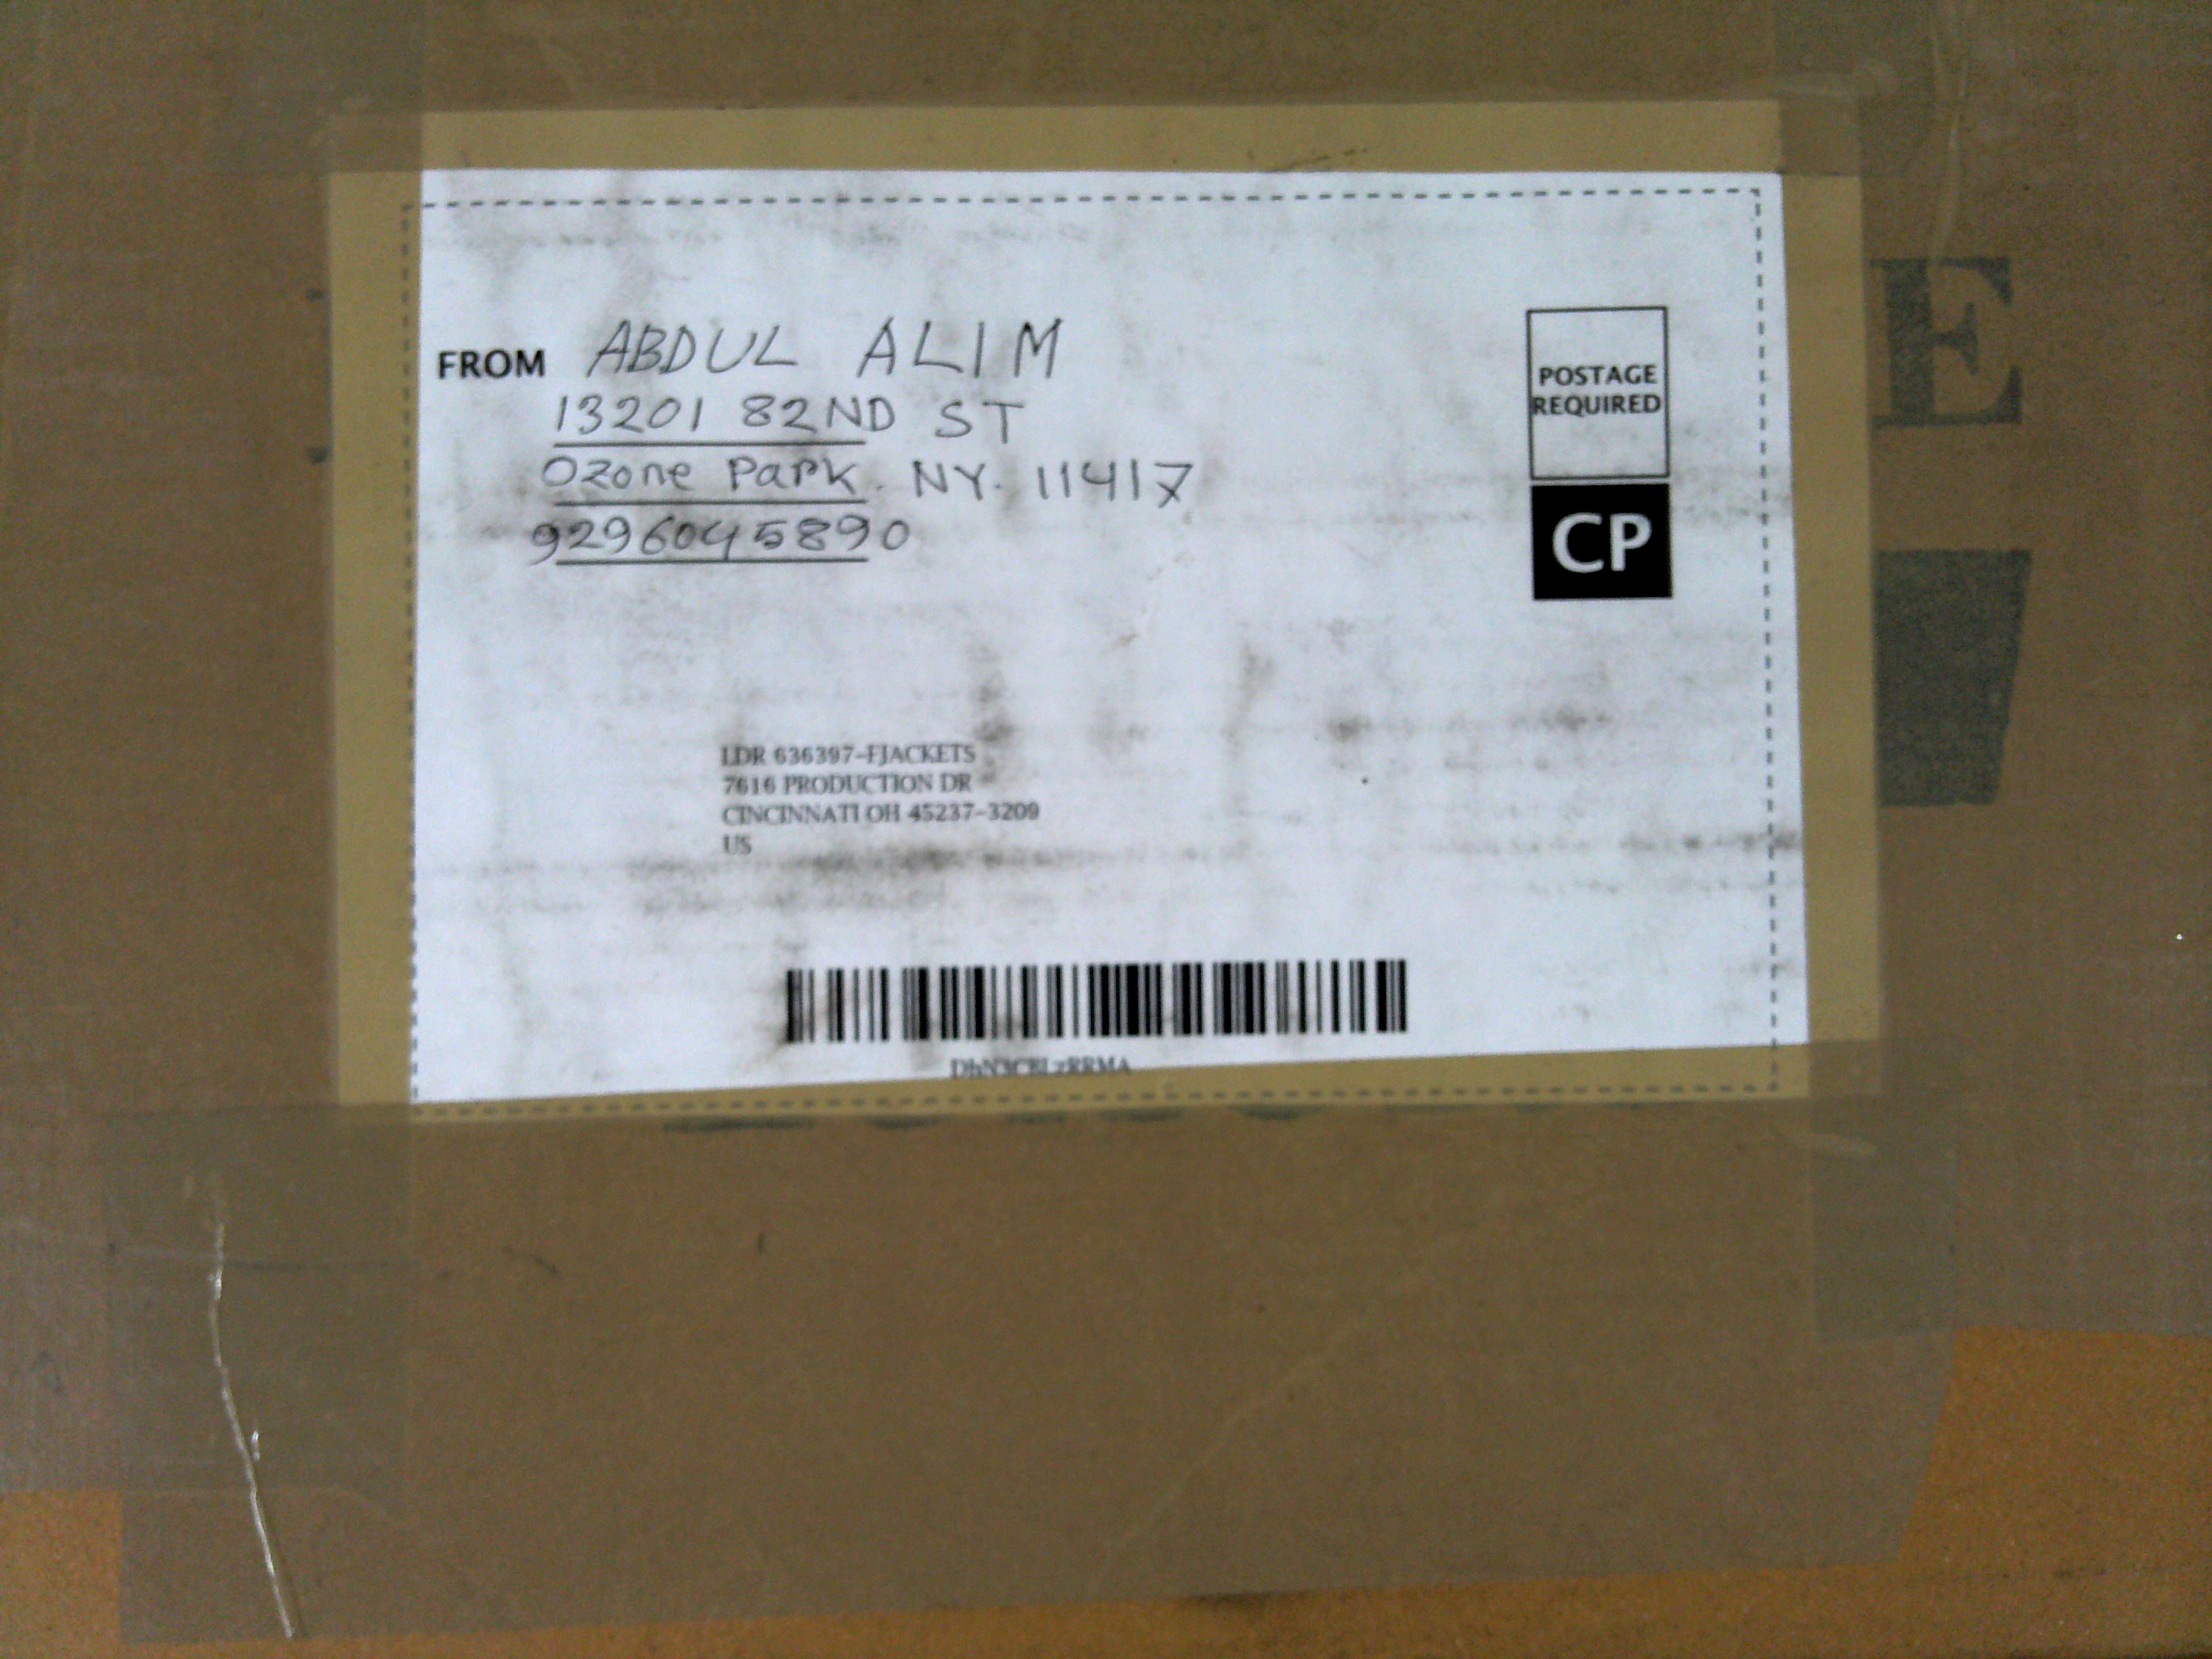 FROM ABDUL ALIM
13201 82ND ST
Ozone Park. NY. 11417
9296045890
POSTAGE
REQUIRED
CP
E
LDR 636397-FJACKETS
7616 PRODUCTION DR
CINCINNATI OH 45237-3209
US
DhN3CBLzRRMA